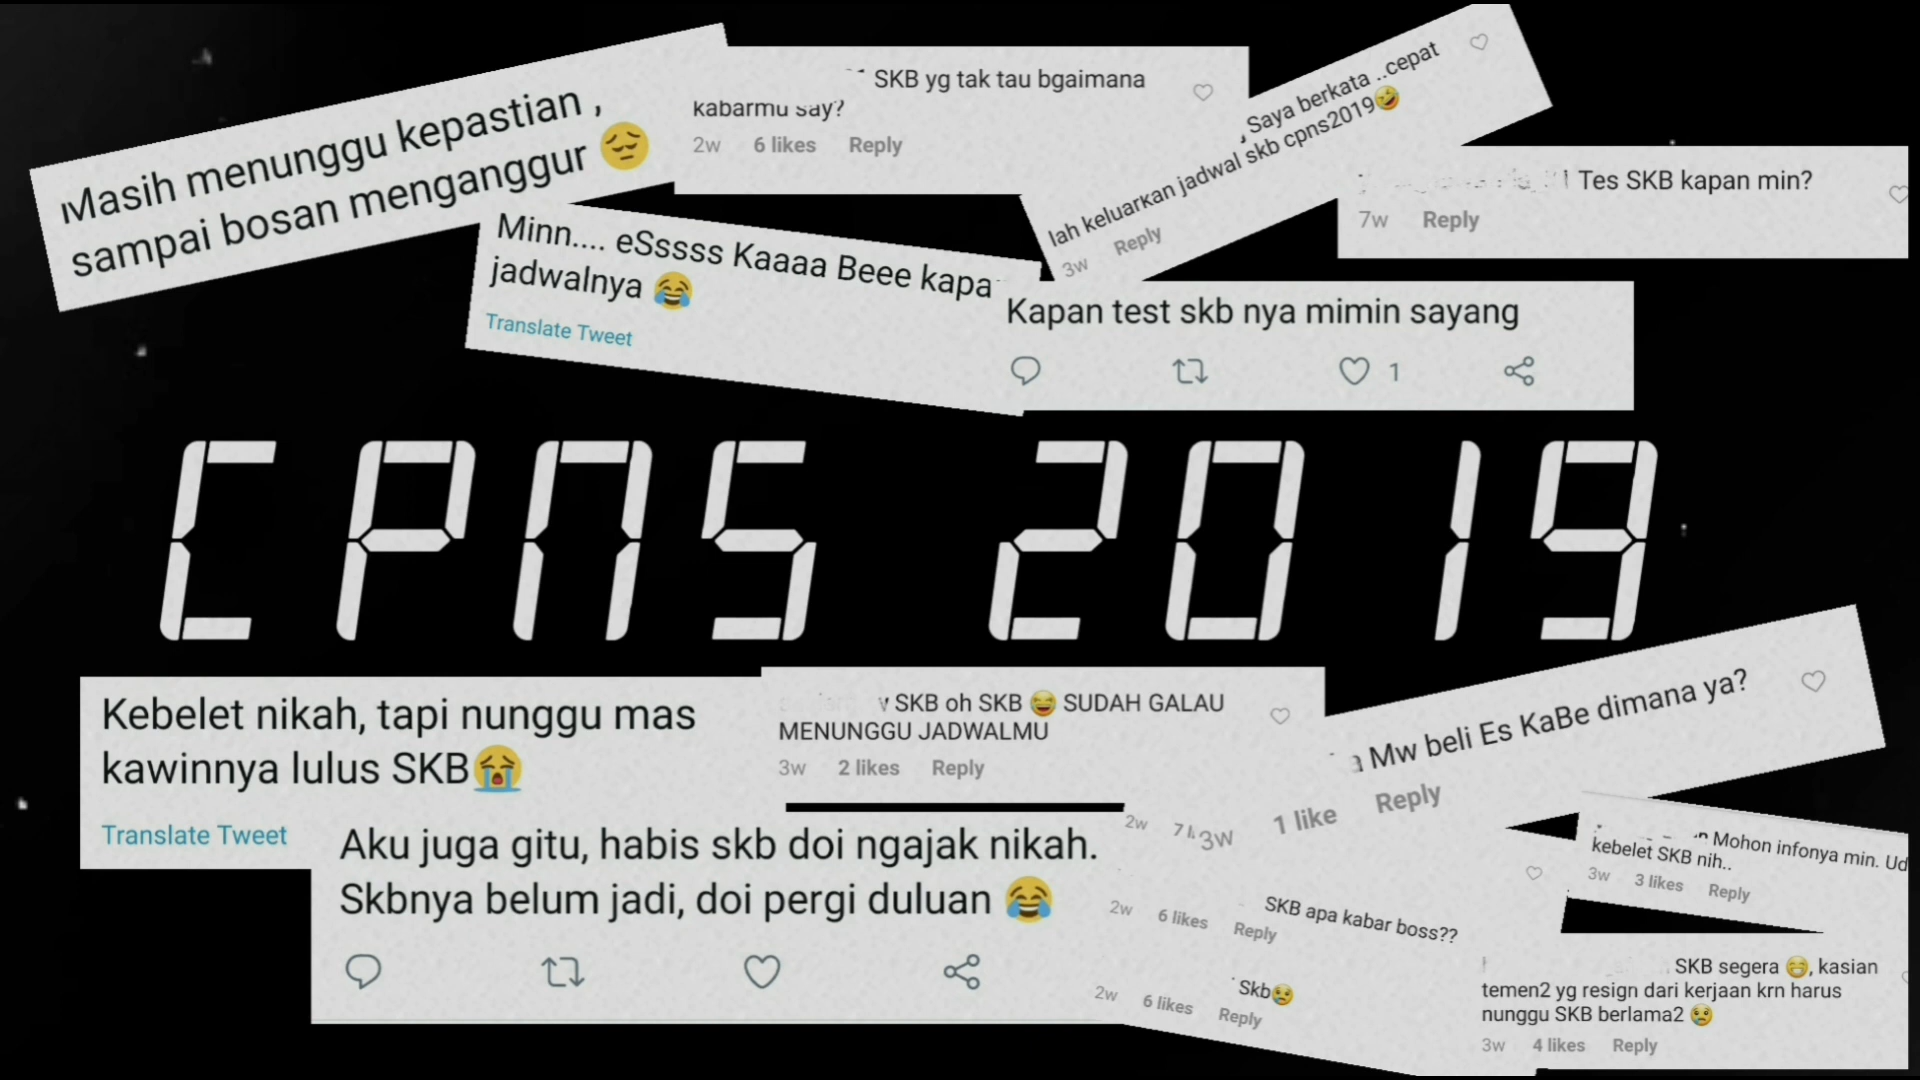 Masih menunggu kepastian ,
sampai bosan menganggur 😔
SKB yg tak tau bgaimana
kabarmu say?
2w 6 likes Reply
Saya berkata ..cepat
lah keluarkan jadwal skb cpns2019🤣
3w Reply
Tes SKB kapan min?
7w Reply
Minn.... eSssss Kaaaa Beee kapa
jadwalnya 😂
Translate Tweet
Kapan test skb nya mimin sayang
1
CPNS 2019
Kebelet nikah, tapi nunggu mas
kawinnya lulus SKB😭
Translate Tweet
SKB oh SKB 😂 SUDAH GALAU
MENUNGGU JADWALMU
3w 2 likes Reply
Mw beli Es KaBe dimana ya?
3w 1 like Reply
Aku juga gitu, habis skb doi ngajak nikah.
Skbnya belum jadi, doi pergi duluan 😂
2w
SKB apa kabar boss??
2w 6 likes Reply
Skb😢
2w 6 likes Reply
Mohon infonya min. Ud
kebelet SKB nih..
3w 3 likes Reply
SKB segera 😁, kasian
temen2 yg resign dari kerjaan krn harus
nunggu SKB berlama2 😢
3w 4 likes Reply